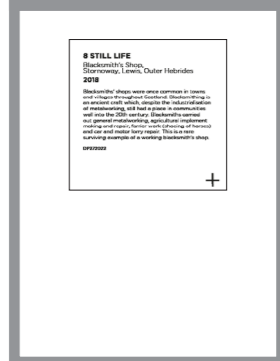 8 STILL LIFE
Blacksmith's Shop,
Stornoway, Lewis, Outer Hebrides
2018
Blacksmiths' shops were once common in towns
and villages throughout Scotland. Blacksmithing is
an ancient craft which, despite the industrialisation
of metalworking, still had a place in communities
well into the 20th century. Blacksmiths carried
out general metalworking, agricultural implement
making and repair, farrier work (shoeing of horses)
and car and motor lorry repair. This is a rare
surviving example of a working blacksmith's shop.
DP272022